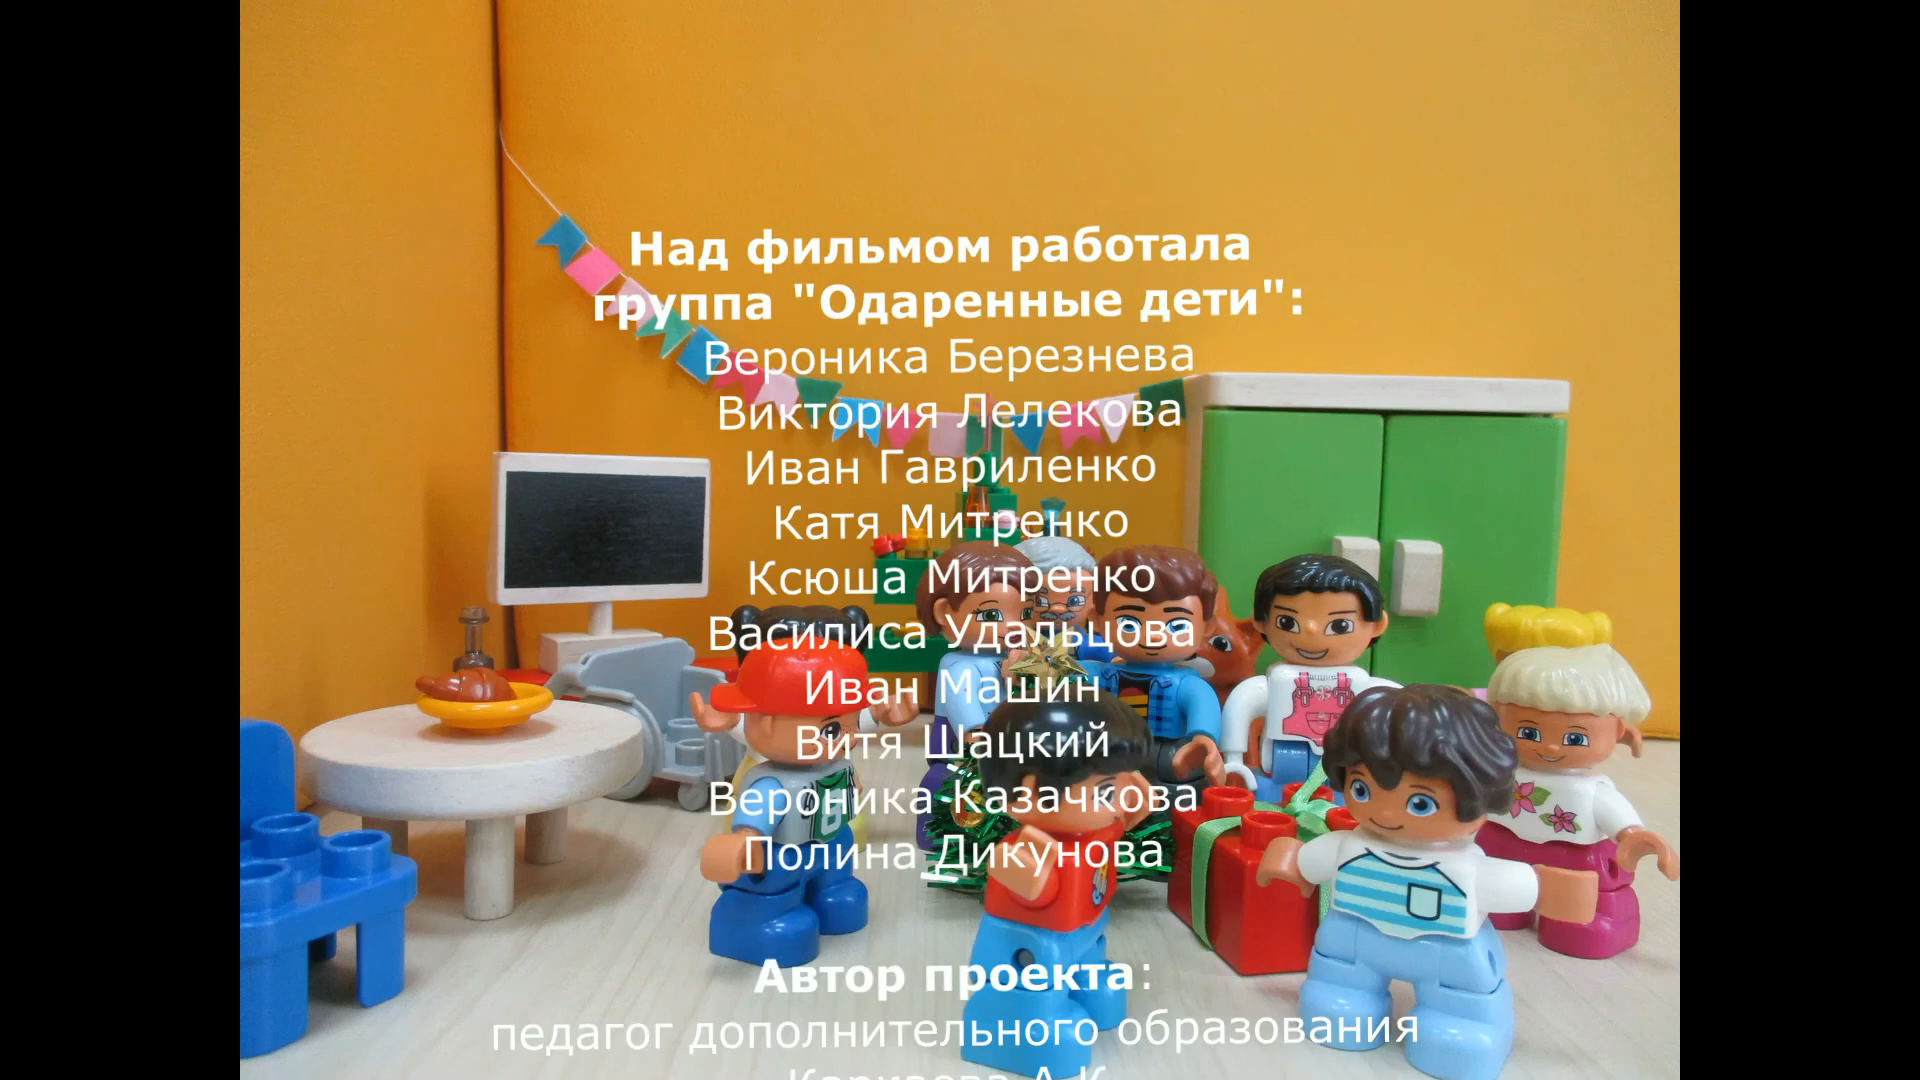 Над фильмом работала
группа "Одаренные дети":
Вероника Березнева
Виктория Лелекова
Иван Гавриленко
Катя Митренко
Ксюша Митренко
Василиса Удальцова
Иван Машин
Витя Шацкий
Вероника Казачкова
Полина Дикунова
Автор проекта:
педагог дополнительного образования
А.К.